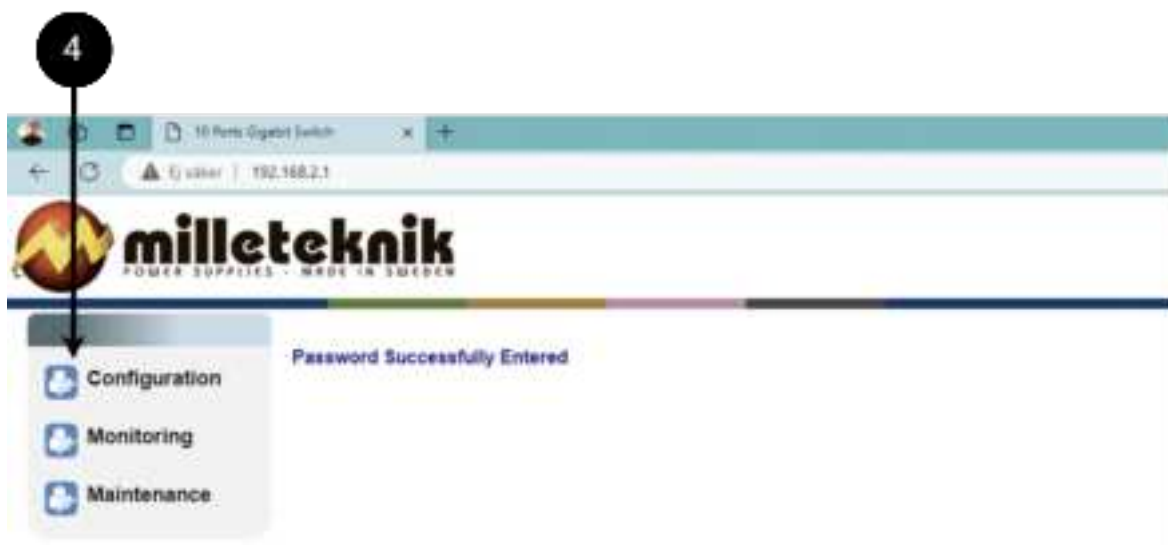 4
10 Ports Gigabit Switch
Ej säker | 192.168.2.1
milleteknik
POWER SUPPLIES - MADE IN SWEDEN
Password Successfully Entered
Configuration
Monitoring
Maintenance